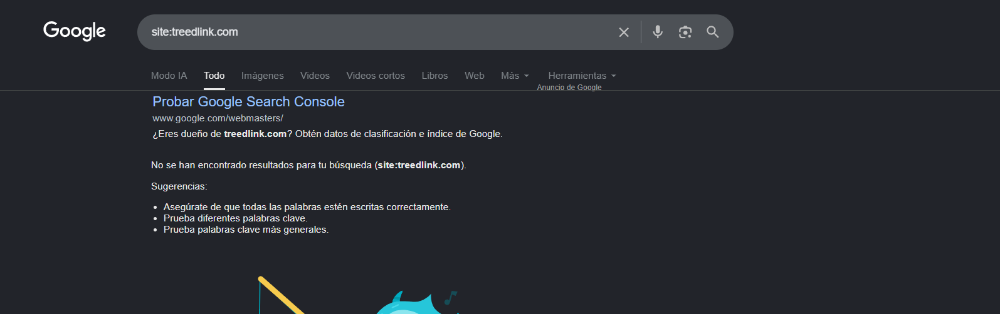 Google
site:treedlink.com
Modo IA Todo Imágenes Videos Videos cortos Libros Web Más Herramientas
Anuncio de Google
Probar Google Search Console
www.google.com/webmasters/
¿Eres dueño de treedlink.com? Obtén datos de clasificación e índice de Google.
No se han encontrado resultados para tu búsqueda (site:treedlink.com).
Sugerencias:
• Asegúrate de que todas las palabras estén escritas correctamente.
• Prueba diferentes palabras clave.
• Prueba palabras clave más generales.